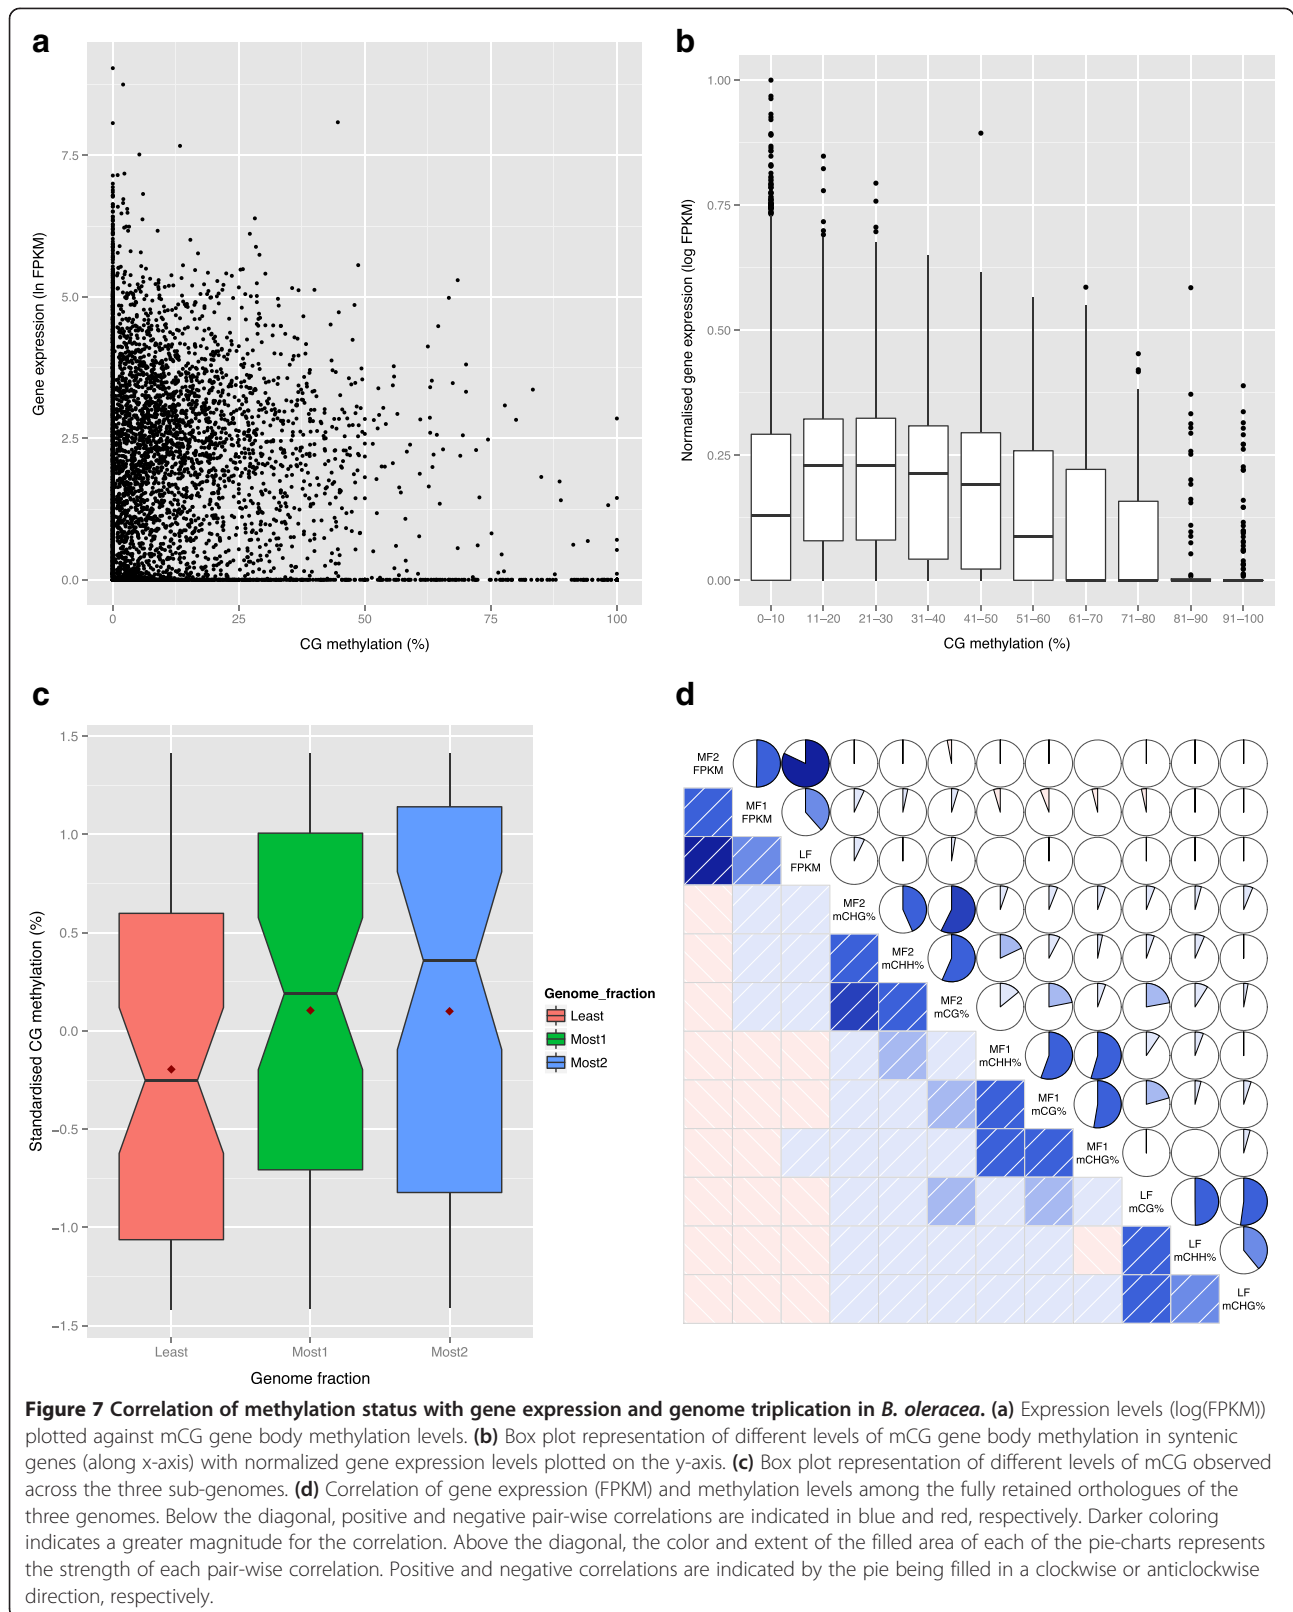 a
Gene expression (ln FPKM)
7.5
5.0
2.5
0.0
0 25 50 75 100
CG methylation (%)
b
Normalised gene expression (log FPKM)
1.00
0.75
0.50
0.25
0.00
0–10 11–20 21–30 31–40 41–50 51–60 61–70 71–80 81–90 91–100
CG methylation (%)
c
Standardised CG methylation (%)
1.5
1.0
0.5
0.0
−0.5
−1.0
−1.5
Least Most1 Most2
Genome fraction
Genome_fraction
Least
Most1
Most2
d
MF2
FPKM
MF1
FPKM
LF
FPKM
MF2
mCHG%
MF2
mCHH%
MF2
mCG%
MF1
mCHH%
MF1
mCG%
MF1
mCHG%
LF
mCG%
LF
mCHH%
LF
mCHG%
Figure 7 Correlation of methylation status with gene expression and genome triplication in B. oleracea. (a) Expression levels (log(FPKM))
plotted against mCG gene body methylation levels. (b) Box plot representation of different levels of mCG gene body methylation in syntenic
genes (along x-axis) with normalized gene expression levels plotted on the y-axis. (c) Box plot representation of different levels of mCG observed
across the three sub-genomes. (d) Correlation of gene expression (FPKM) and methylation levels among the fully retained orthologues of the
three genomes. Below the diagonal, positive and negative pair-wise correlations are indicated in blue and red, respectively. Darker coloring
indicates a greater magnitude for the correlation. Above the diagonal, the color and extent of the filled area of each of the pie-charts represents
the strength of each pair-wise correlation. Positive and negative correlations are indicated by the pie being filled in a clockwise or anticlockwise
direction, respectively.